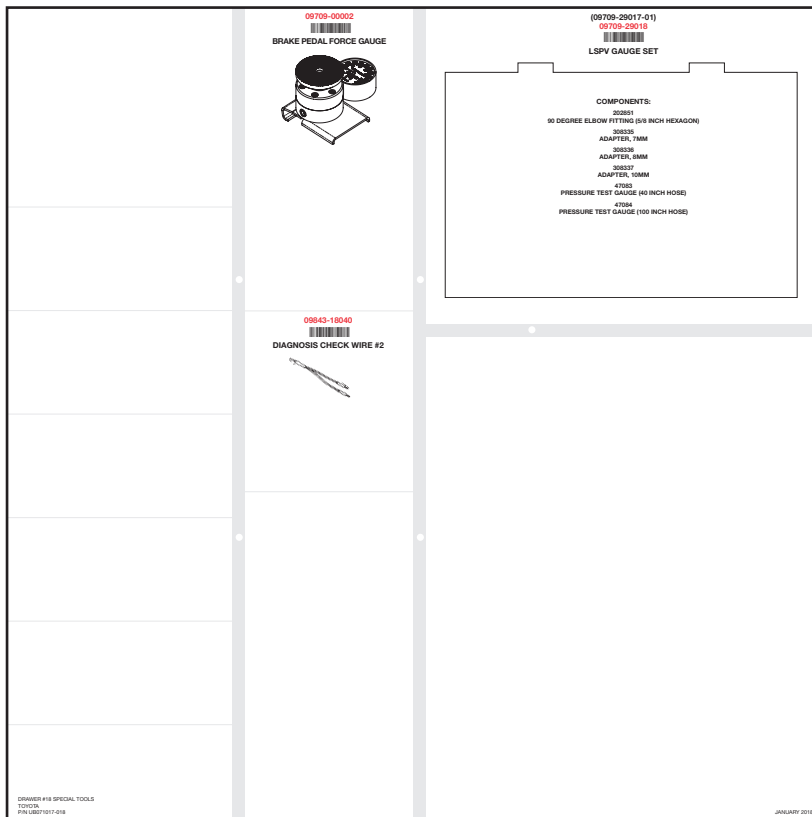 09709-00002
BRAKE PEDAL FORCE GAUGE
(09709-29017-01)
09709-29018
LSPV GAUGE SET
COMPONENTS:
202851
90 DEGREE ELBOW FITTING (5/8 INCH HEXAGON)
308335
ADAPTER, 7MM
308336
ADAPTER, 8MM
308337
ADAPTER, 10MM
47083
PRESSURE TEST GAUGE (40 INCH HOSE)
47084
PRESSURE TEST GAUGE (100 INCH HOSE)
09843-18040
DIAGNOSIS CHECK WIRE #2
DRAWER #18 SPECIAL TOOLS
TOYOTA
P/N UB071017-018
JANUARY 2018